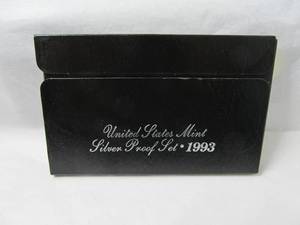 United States Mint
Silver Proof Set • 1993